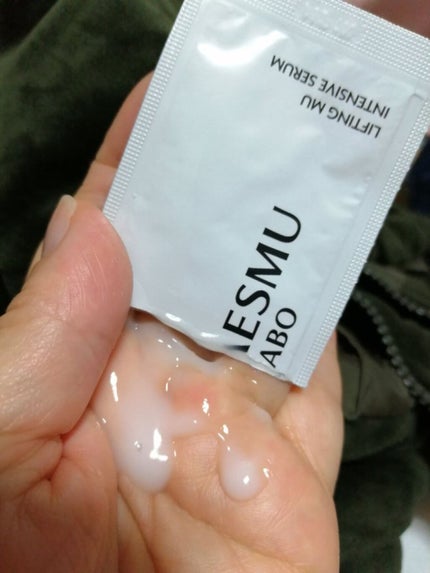 LIFTING MU
INTENSIVE SERUM
ESMU
ABO